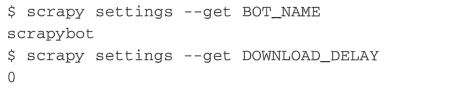 $ scrapy settings --get BOT_NAME
scrapybot
$ scrapy settings --get DOWNLOAD_DELAY
0